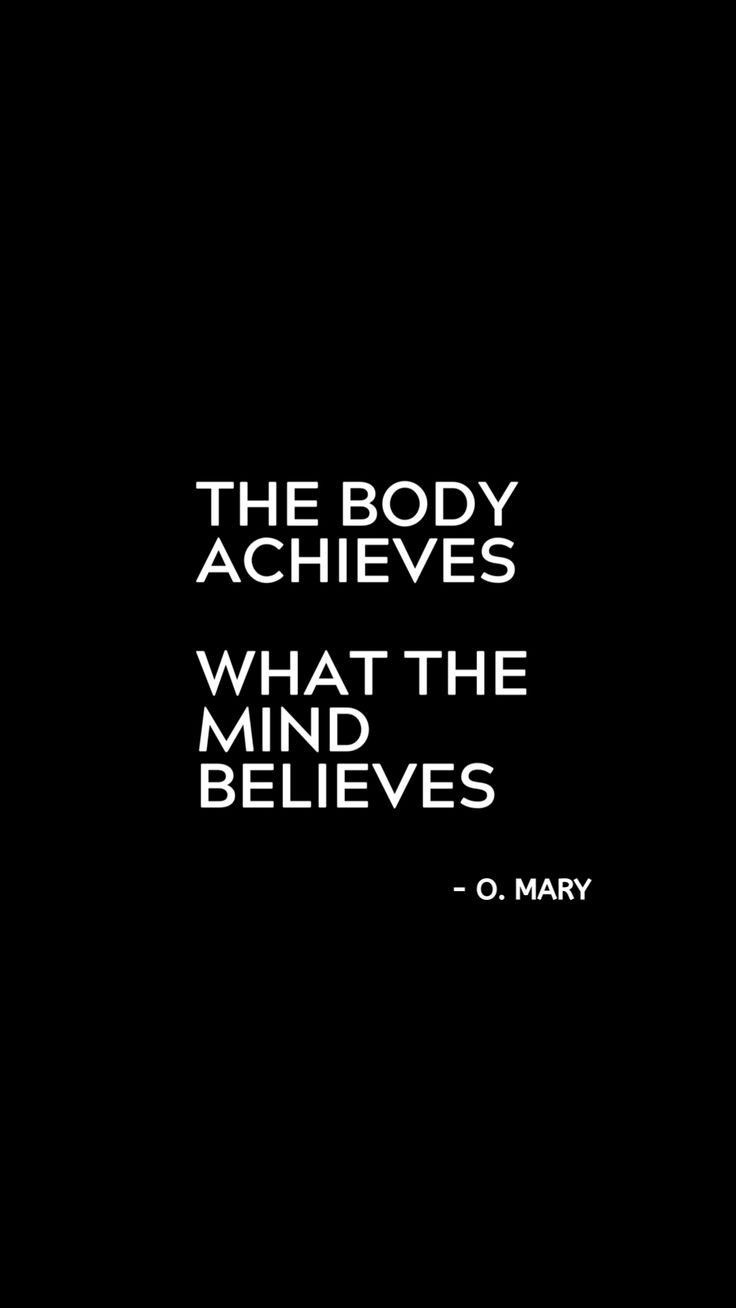 THE BODY
ACHIEVES
WHAT THE
MIND
BELIEVES
- O. MARY